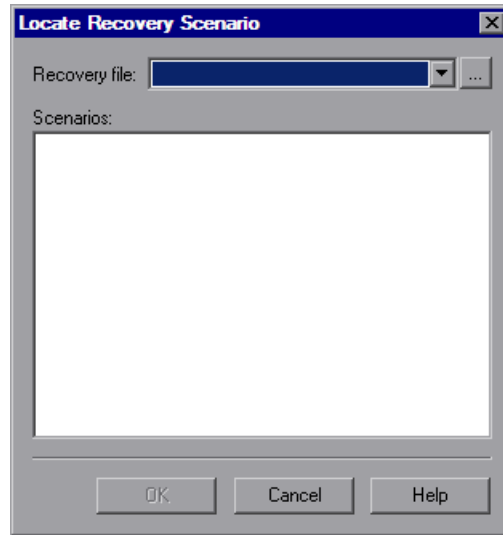 Locate Recovery Scenario
Recovery file: ...
Scenarios:
OK Cancel Help